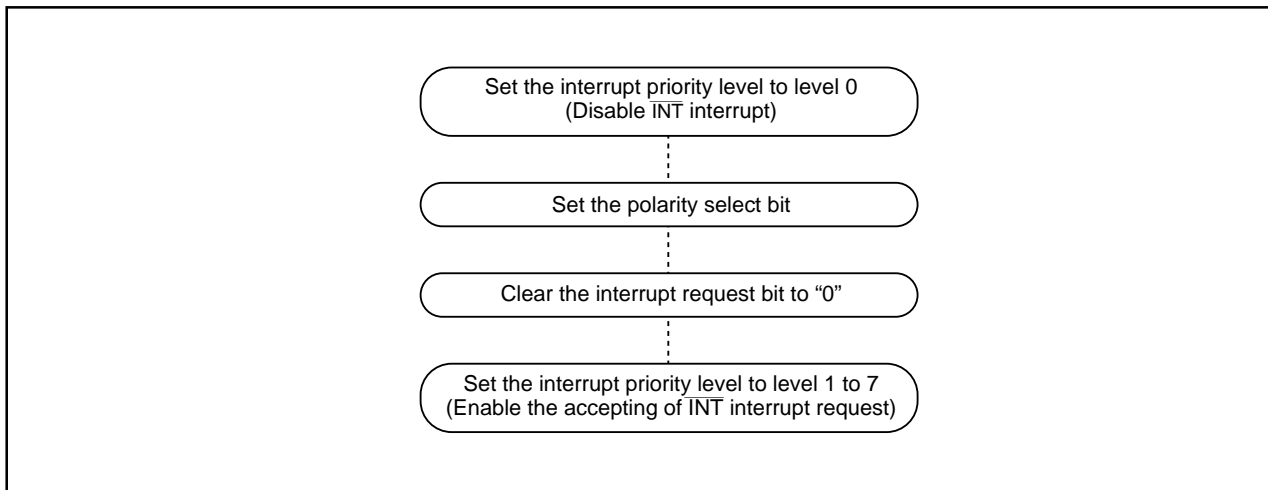 Set the interrupt priority level to level 0
(Disable I̅N̅T̅ interrupt)
Set the polarity select bit
Clear the interrupt request bit to “0”
Set the interrupt priority level to level 1 to 7
(Enable the accepting of I̅N̅T̅ interrupt request)